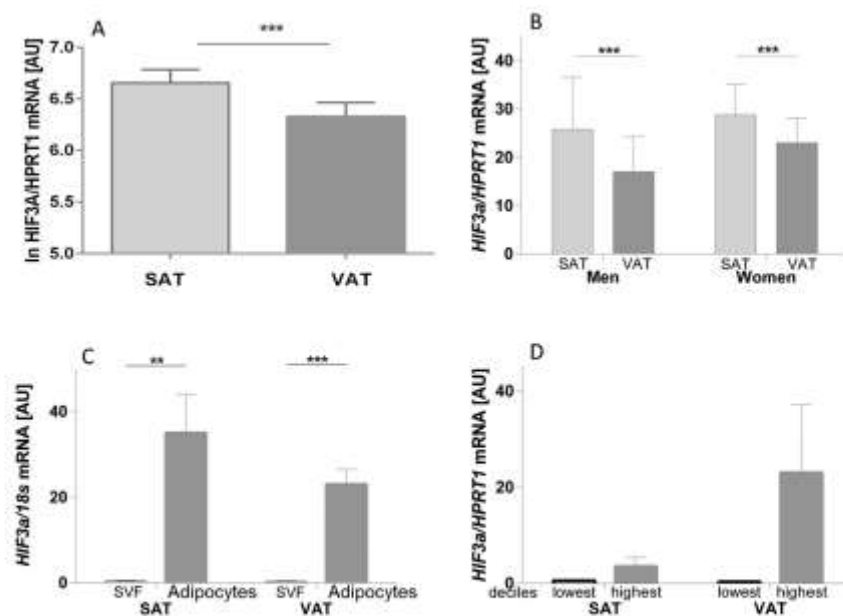 A
***
ln HIF3A/HPRT1 mRNA [AU]
7.0
6.5
6.0
5.5
5.0
SAT VAT
B
*** ***
HIF3a/HPRT1 mRNA [AU]
40
30
20
10
0
SAT VAT SAT VAT
Men Women
C
** ***
HIF3a/18s mRNA [AU]
40
20
0
SVF Adipocytes SVF Adipocytes
SAT VAT
D
HIF3a/HPRT1 mRNA [AU]
40
20
0
deciles lowest highest lowest highest
SAT VAT